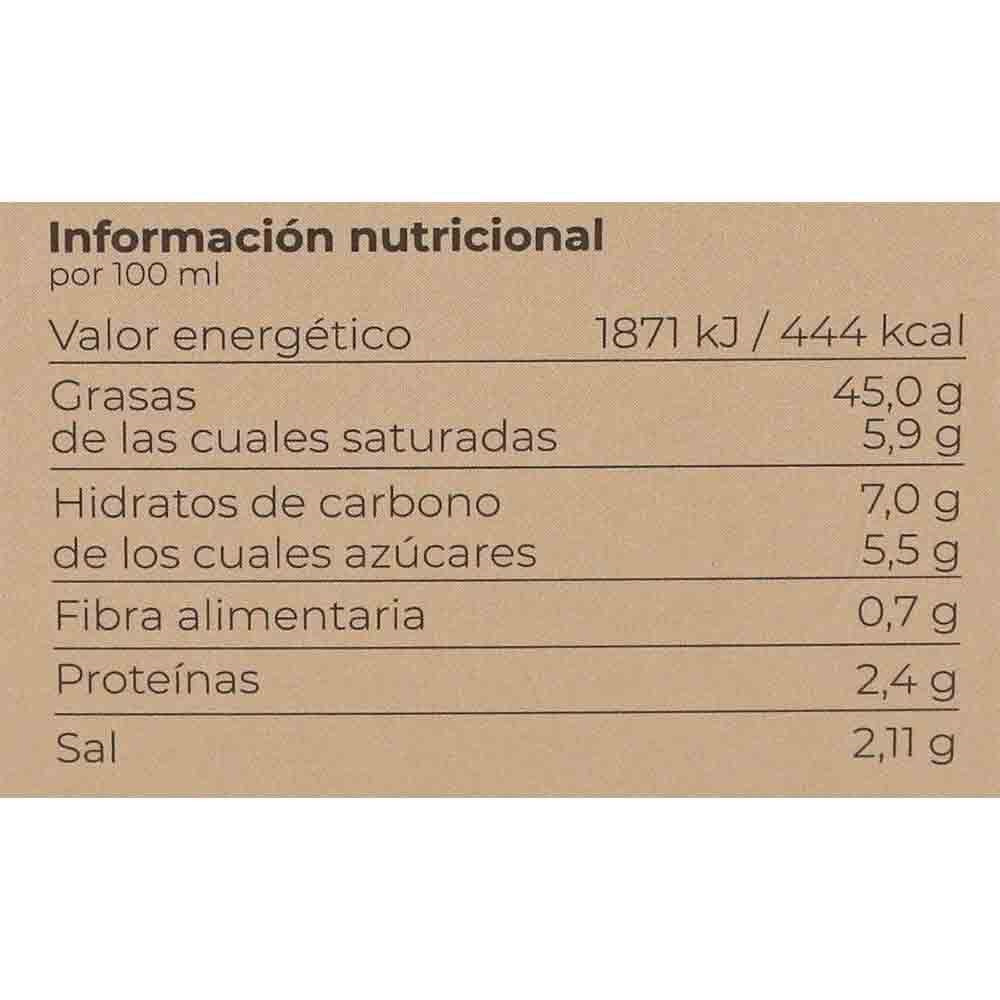 Información nutricional
por 100 ml
Valor energético 1871 kJ / 444 kcal
Grasas 45,0 g
de las cuales saturadas 5,9 g
Hidratos de carbono 7,0 g
de los cuales azúcares 5,5 g
Fibra alimentaria 0,7 g
Proteínas 2,4 g
Sal 2,11 g